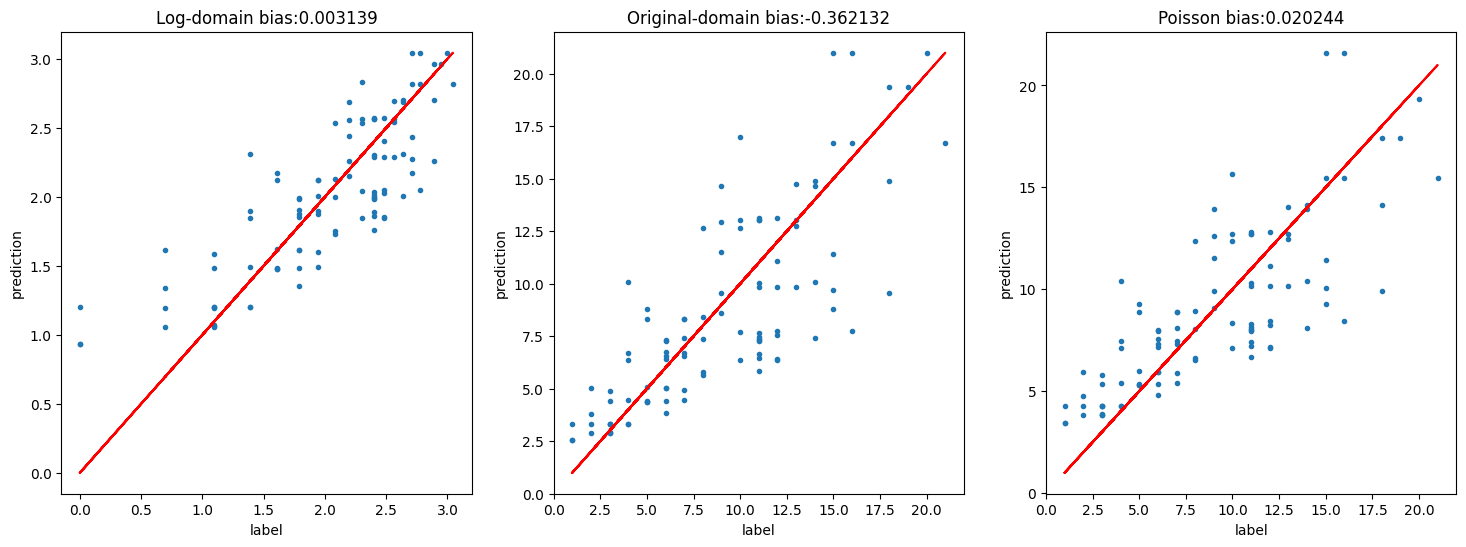 Log-domain bias:0.003139
3.0
2.5
2.0
1.5
1.0
0.5
0.0
prediction
0.0 0.5 1.0 1.5 2.0 2.5 3.0
label
Original-domain bias:-0.362132
20.0
17.5
15.0
12.5
10.0
7.5
5.0
2.5
0.0
prediction
0.0 2.5 5.0 7.5 10.0 12.5 15.0 17.5 20.0
label
Poisson bias:0.020244
20
15
10
5
0
prediction
0.0 2.5 5.0 7.5 10.0 12.5 15.0 17.5 20.0
label